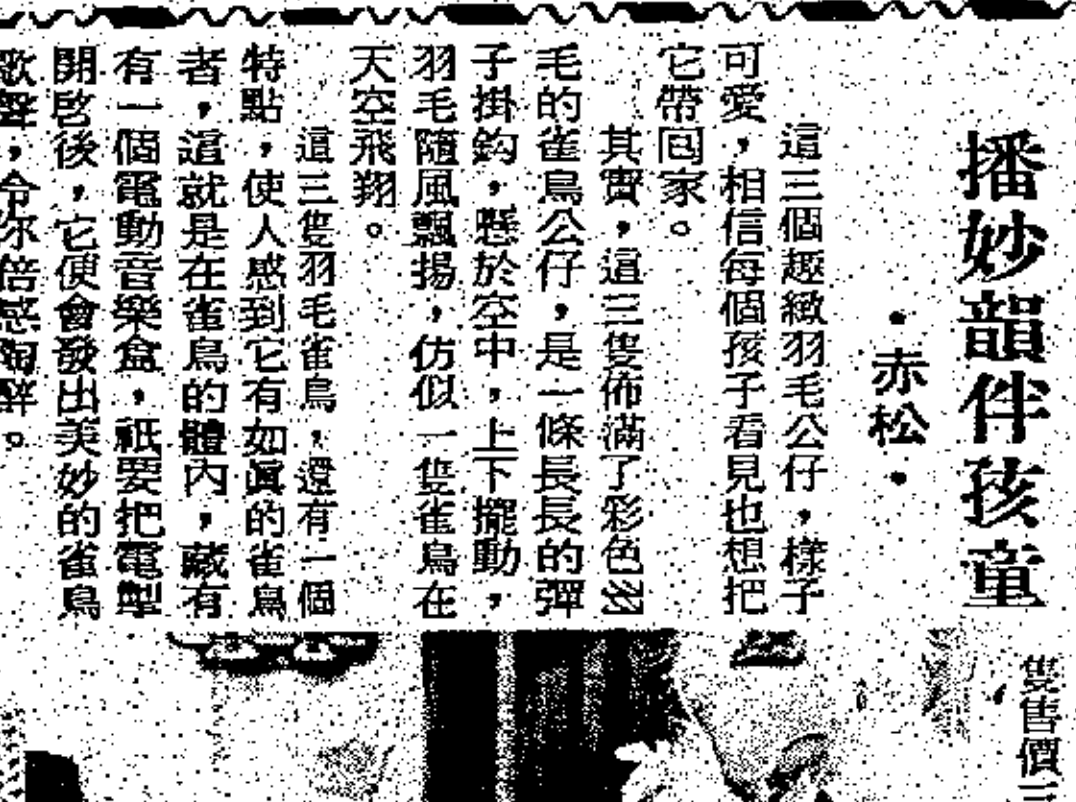 播妙韻伴孩童
·赤松·
這三個趣緻羽毛公仔，樣子
可愛，相信每個孩子看見也想把
它帶囘家。
其實，這三隻佈滿了彩色羽
毛的雀鳥公仔，是一條長長的彈
子掛鈎，懸於空中，上下擺動，
羽毛隨風飄揚，仿似一隻雀鳥在
天空飛翔。
這三隻羽毛雀鳥，還有一個
特點，使人感到它有如眞的雀鳥
者，這就是在雀鳥的體內，藏有
有一個電動音樂盒，祇要把電掣
開啓後，它便會發出美妙的雀鳥
歌聲，令你倍感陶醉。
隻售價三